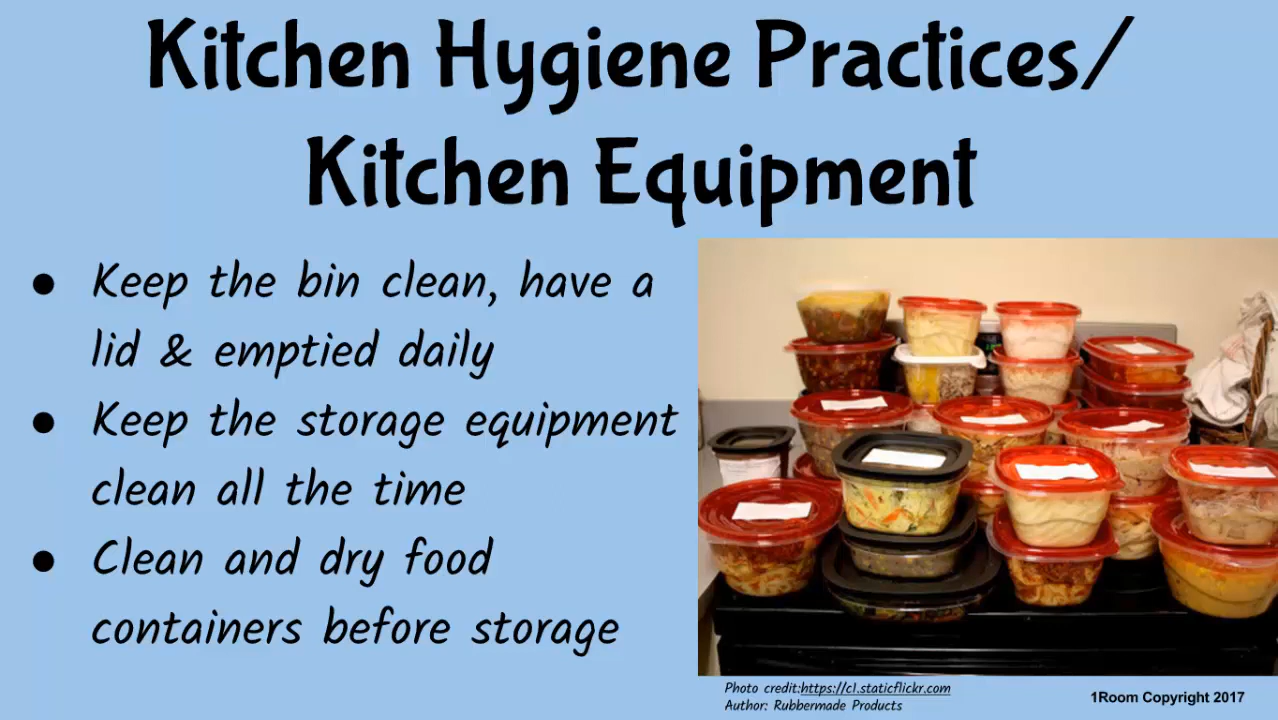 Kitchen Hygiene Practices/
Kitchen Equipment
● Keep the bin clean, have a
lid & emptied daily
● Keep the storage equipment
clean all the time
● Clean and dry food
containers before storage
Photo credit:https://c1.staticflickr.com
Author: Rubbermade Products
1Room Copyright 2017